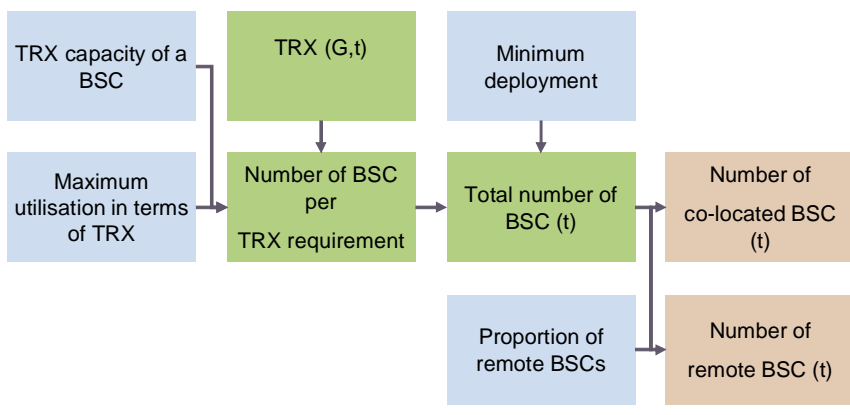 TRX capacity of a
BSC
TRX (G,t)
Minimum
deployment
Maximum
utilisation in terms
of TRX
Number of BSC
per
TRX requirement
Total number of
BSC (t)
Number of
co-located BSC
(t)
Proportion of
remote BSCs
Number of
remote BSC (t)